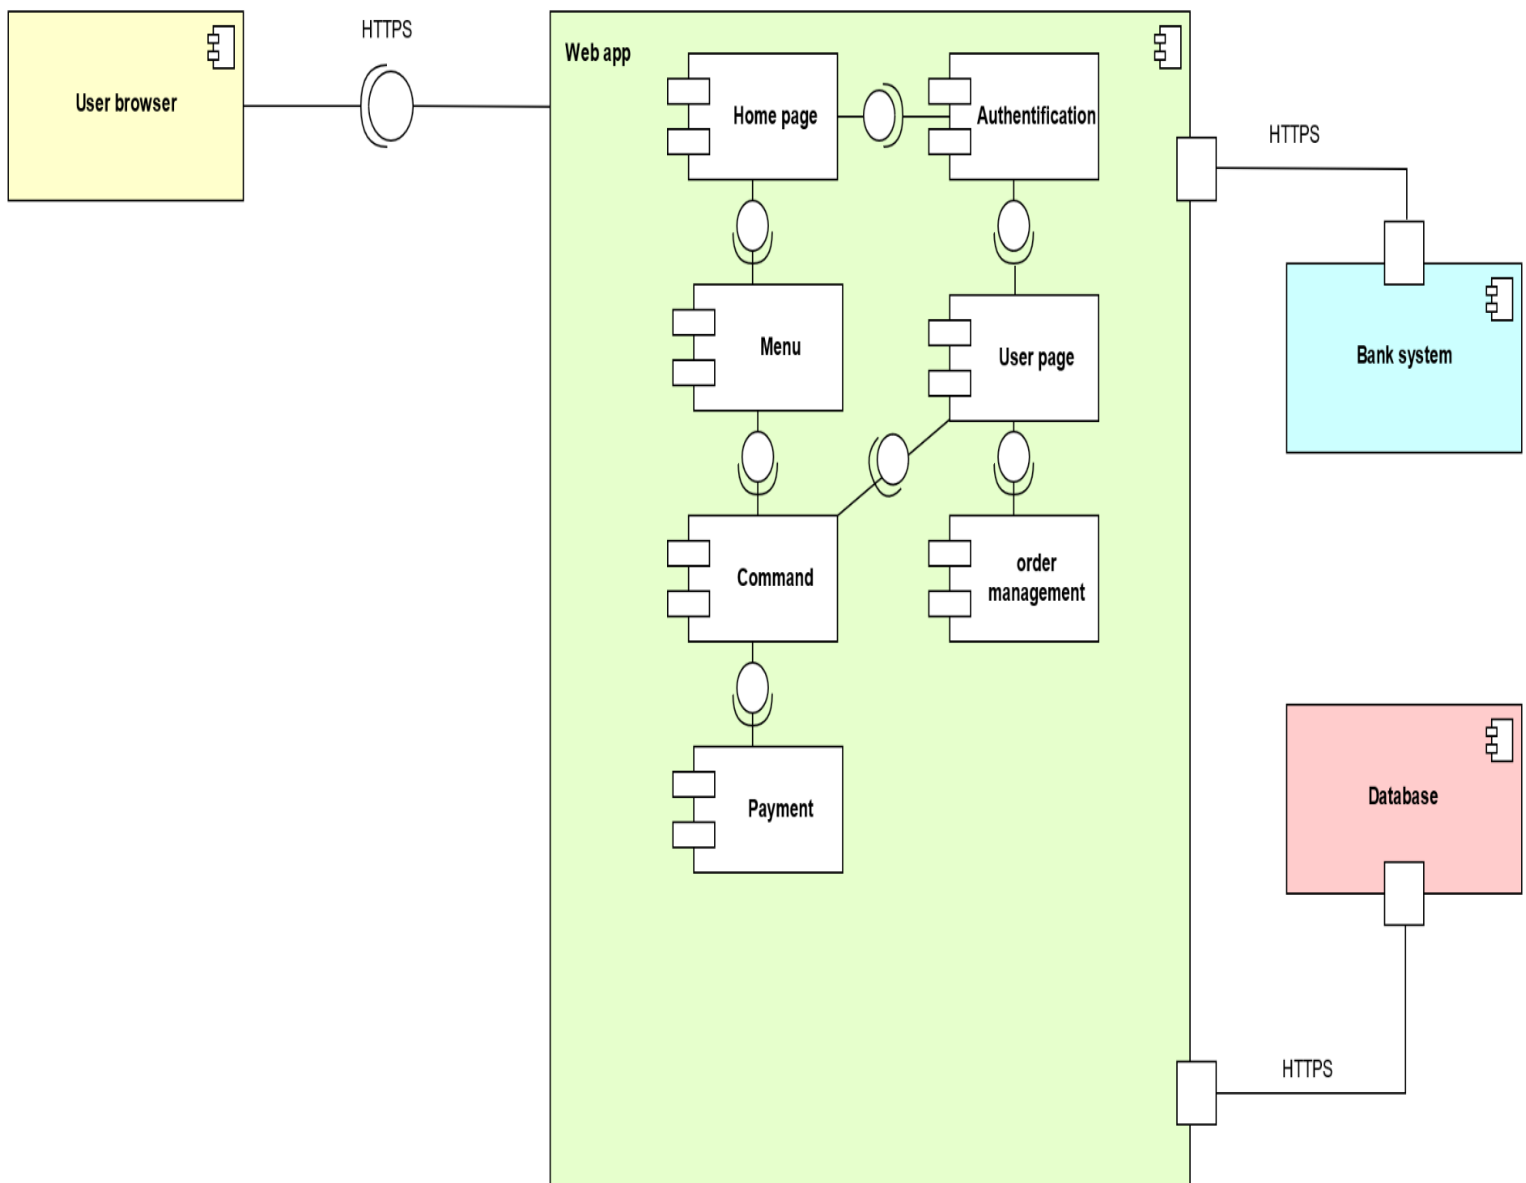 HTTPS
User browser
Web app
Home page
Authentification
HTTPS
Menu
User page
Bank system
Command
order
management
Payment
Database
HTTPS